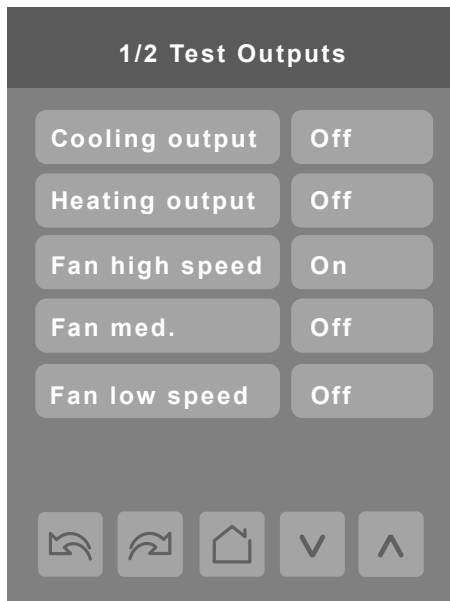 1/2 Test Outputs
Cooling output Off
Heating output Off
Fan high speed On
Fan med. Off
Fan low speed Off